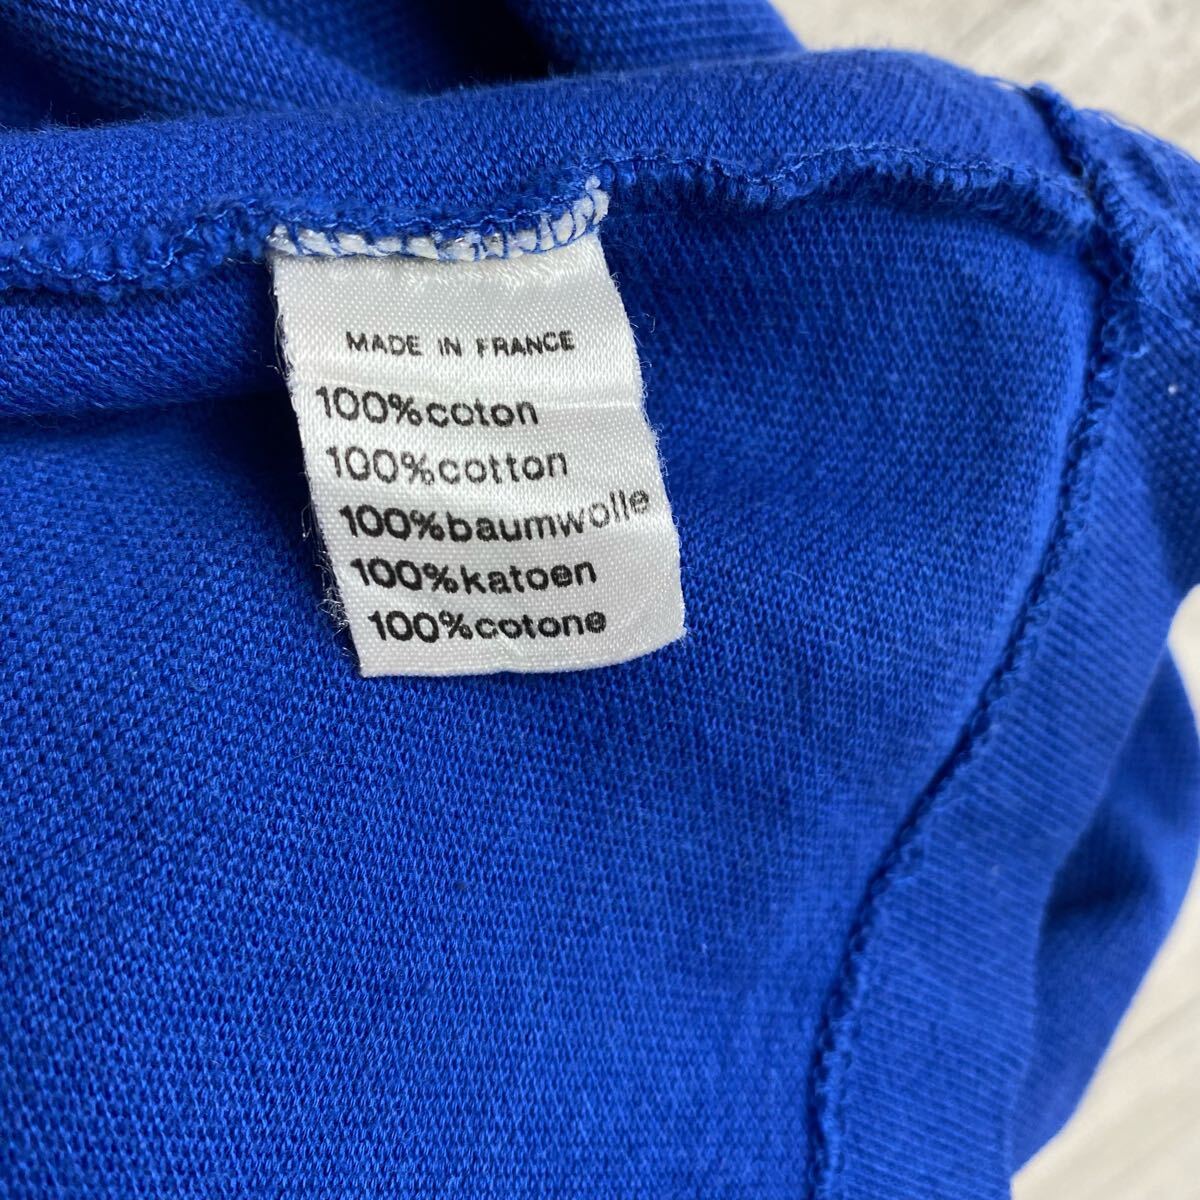 MADE IN FRANCE
100%coton
100%cotton
100%baumwolle
100%katoen
100%cotone